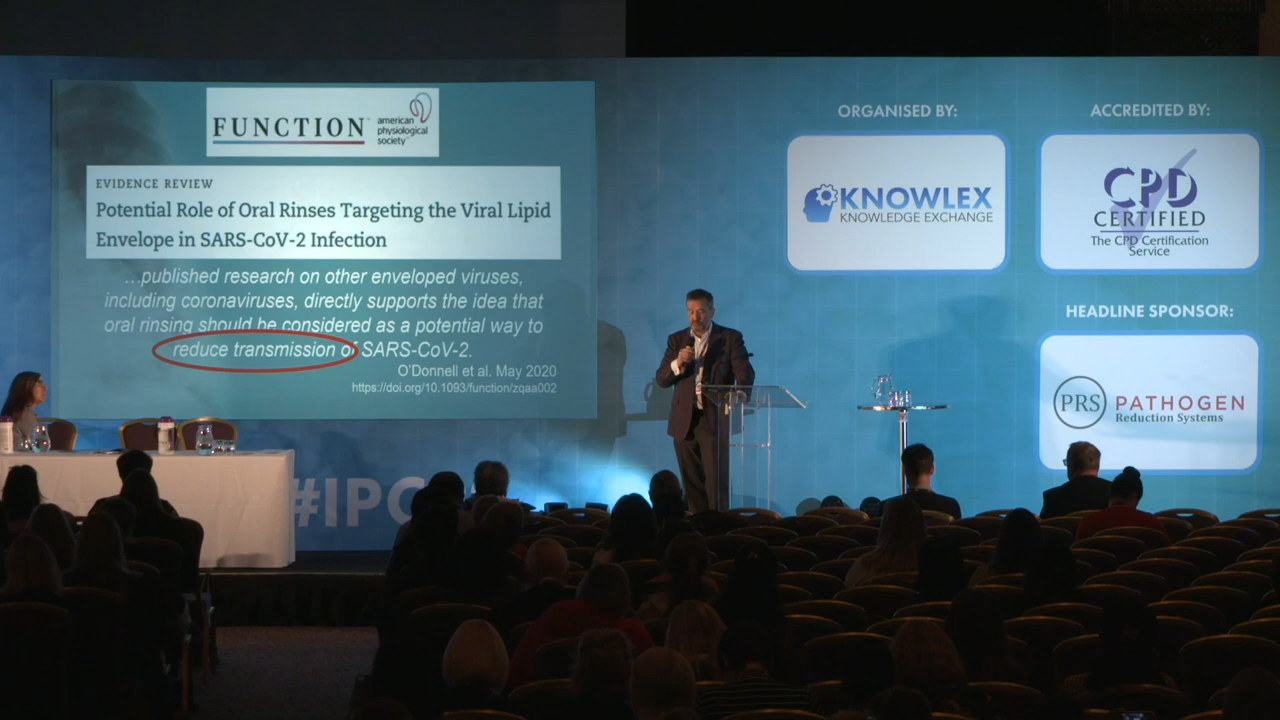 FUNCTION
american
physiological
society
EVIDENCE REVIEW
Potential Role of Oral Rinses Targeting the Viral Lipid
Envelope in SARS-CoV-2 Infection
...published research on other enveloped viruses,
including coronaviruses, directly supports the idea that
oral rinsing should be considered as a potential way to
reduce transmission of SARS-CoV-2.
O'Donnell et al. May 2020
https://doi.org/10.1093/function/zqaa002
#IPC
ORGANISED BY:
KNOWLEX
KNOWLEDGE EXCHANGE
ACCREDITED BY:
CPD
CERTIFIED
The CPD Certification
Service
HEADLINE SPONSOR:
PRS PATHOGEN
Reduction Systems